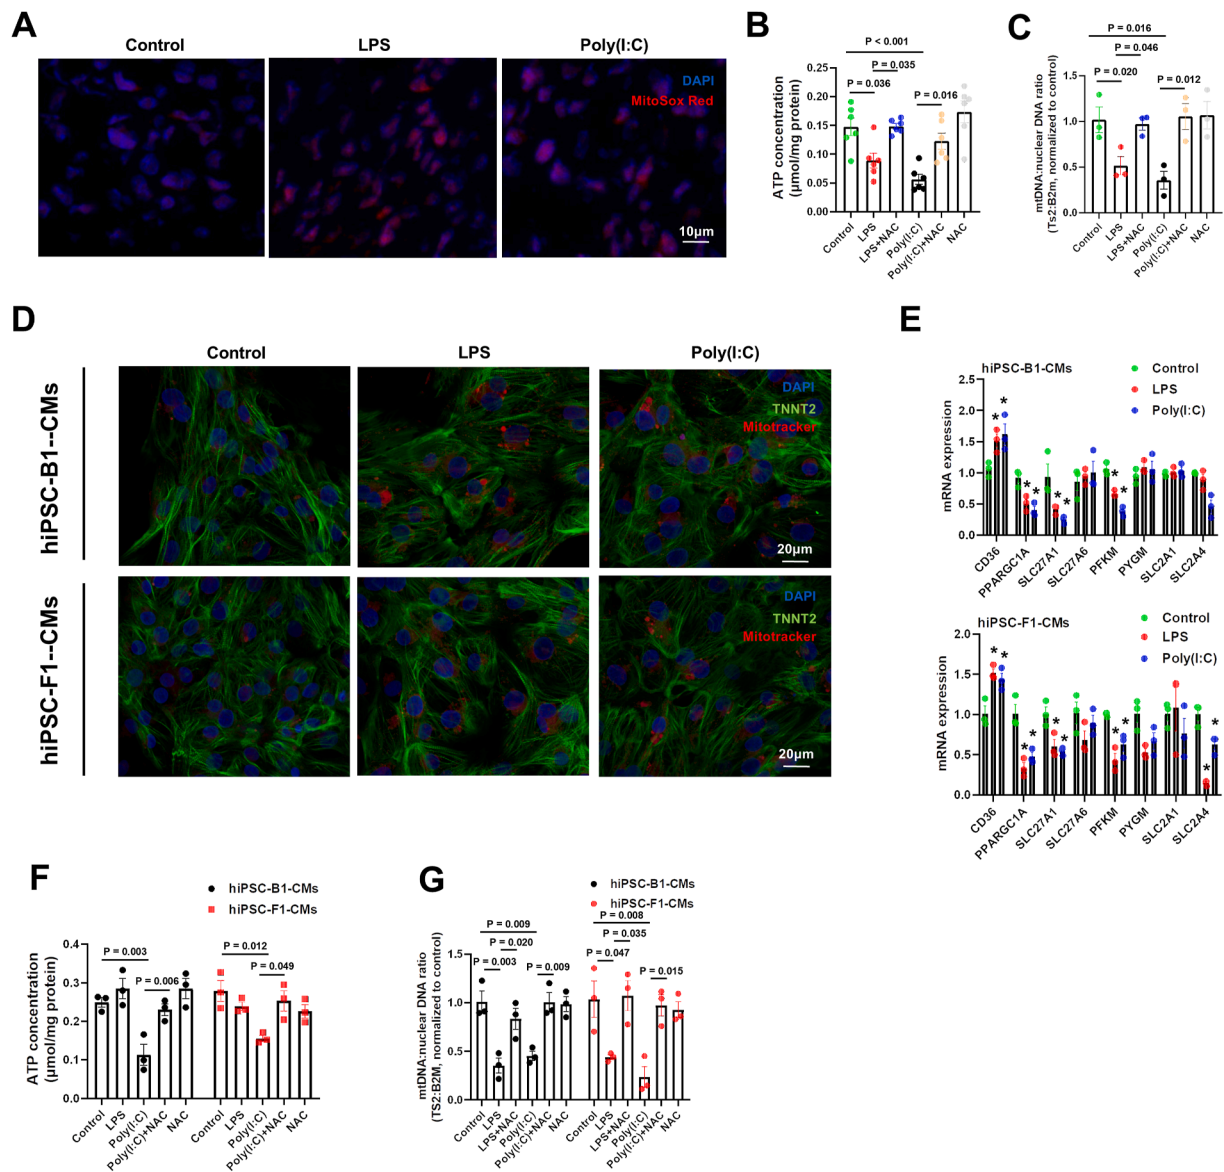 A
Control
LPS
Poly(I:C)
DAPI
MitoSox Red
10μm
B
P < 0.001
P = 0.035
P = 0.036
P = 0.016
ATP concentration
(μmol/mg protein)
0.25
0.20
0.15
0.10
0.05
0.00
Control
LPS
LPS+NAC
Poly(I:C)
Poly(I:C)+NAC
NAC
C
P = 0.016
P = 0.046
P = 0.020
P = 0.012
mtDNA:nuclear DNA ratio
(Ts2:B2m, normalized to control)
1.5
1.0
0.5
0.0
Control
LPS
LPS+NAC
Poly(I:C)
Poly(I:C)+NAC
NAC
D
Control
LPS
Poly(I:C)
hiPSC-B1--CMs
DAPI
TNNT2
Mitotracker
20μm
hiPSC-F1--CMs
DAPI
TNNT2
Mitotracker
20μm
E
hiPSC-B1-CMs
Control
LPS
Poly(I:C)
mRNA expression
2.5
2.0
1.5
1.0
0.5
0.0
* *
* *
* *
* *
CD36
PPARGC1A
SLC27A1
SLC27A6
PFKM
PYGM
SLC2A1
SLC2A4
hiPSC-F1-CMs
Control
LPS
Poly(I:C)
mRNA expression
2.0
1.5
1.0
0.5
0.0
* *
* *
* *
* *
* *
CD36
PPARGC1A
SLC27A1
SLC27A6
PFKM
PYGM
SLC2A1
SLC2A4
F
hiPSC-B1-CMs
hiPSC-F1-CMs
P = 0.003
P = 0.006
P = 0.012
P = 0.049
ATP concentration
(μmol/mg protein)
0.4
0.3
0.2
0.1
0.0
Control
LPS
Poly(I:C)
Poly(I:C)+NAC
NAC
Control
LPS
Poly(I:C)
Poly(I:C)+NAC
NAC
G
hiPSC-B1-CMs
hiPSC-F1-CMs
P = 0.009
P = 0.020
P = 0.003
P = 0.009
P = 0.008
P = 0.035
P = 0.047
P = 0.015
mtDNA:nuclear DNA ratio
(TS2:B2M, normalized to control)
1.5
1.0
0.5
0.0
Control
LPS
LPS+NAC
Poly(I:C)
Poly(I:C)+NAC
NAC
Control
LPS
LPS+NAC
Poly(I:C)
Poly(I:C)+NAC
NAC